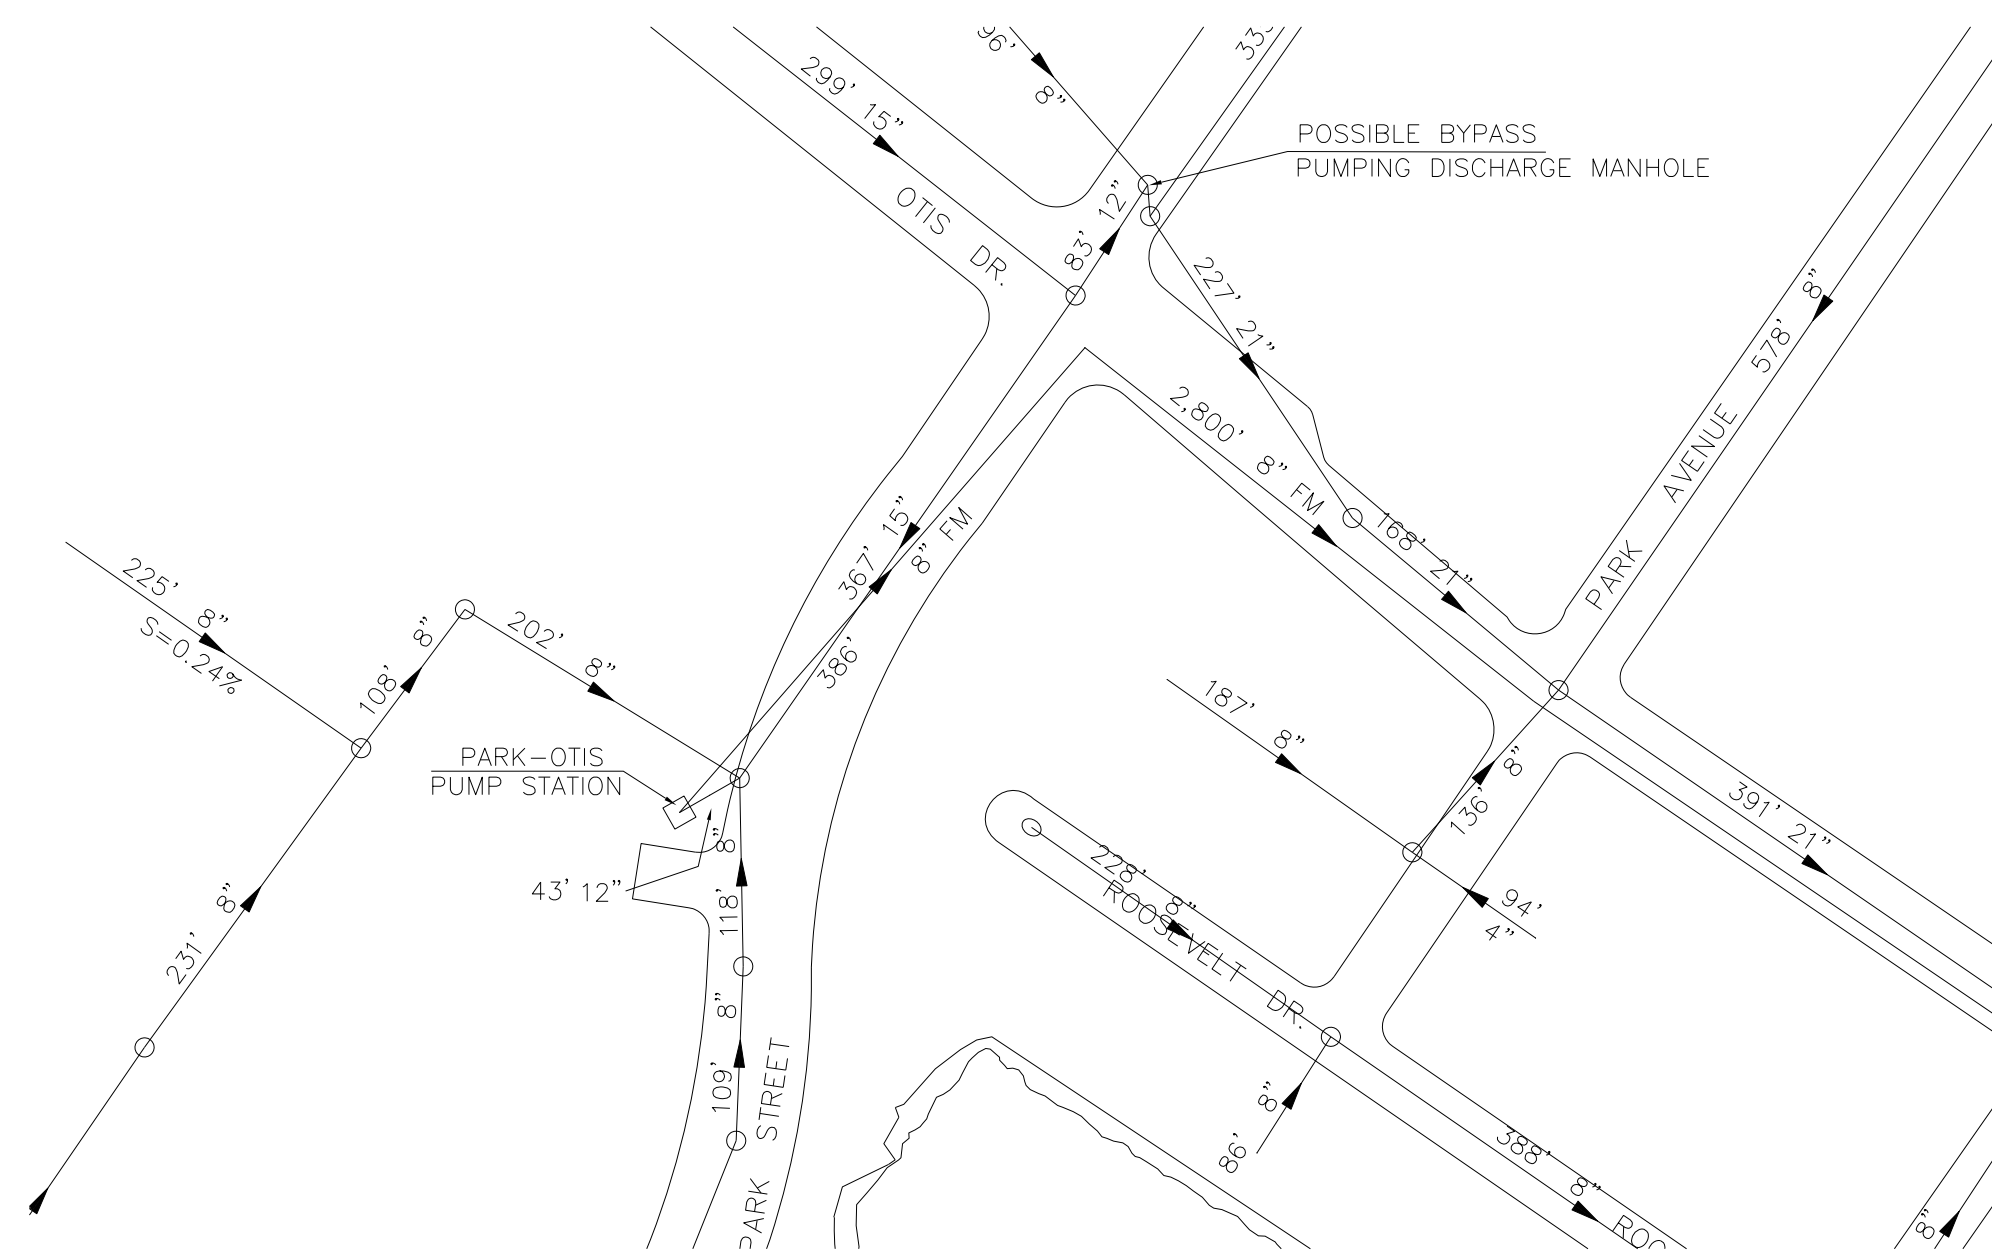 96'
8"
33
299' 15"
POSSIBLE BYPASS
PUMPING DISCHARGE MANHOLE
OTIS DR.
83' 12"
227' 21"
578' 8"
PARK AVENUE
2,800' 8" FM
168' 21"
367' 15"
8" FM
386'
225' 8"
S=0.24%
108' 8"
202' 8"
PARK-OTIS
PUMP STATION
187' 8"
136' 8"
391' 21"
94'
4"
228' 8"
ROOSEVELT DR.
43' 12"
118' 8"
231' 8"
109' 8"
PARK STREET
86' 8"
388' 8"
ROO
8"